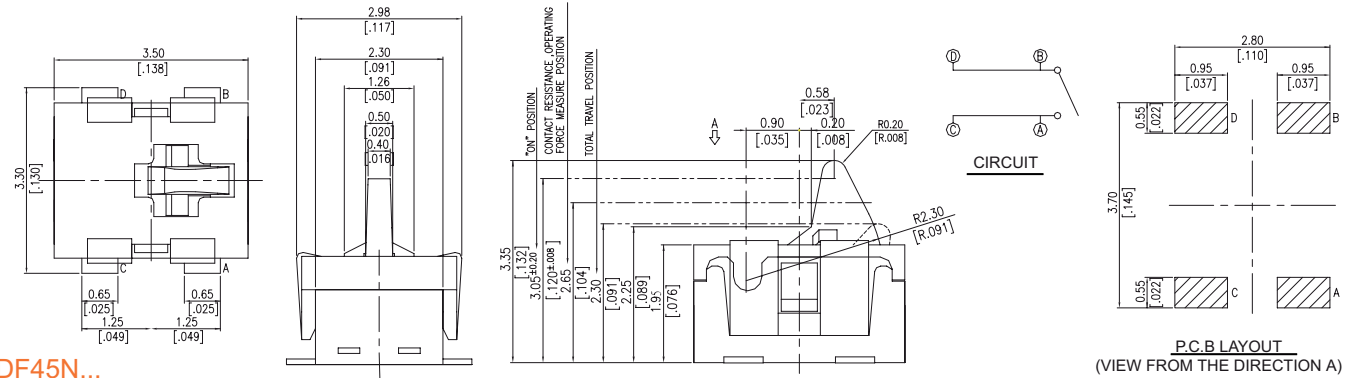 3.50
[.138]
D
B
3.30
[.130]
C
A
0.65
[.025]
0.65
[.025]
1.25
[.049]
1.25
[.049]
DF45N...
2.98
[.117]
2.30
[.091]
1.26
[.050]
0.50
[.020]
0.40
[.016]
"ON" POSITION
CONTACT RESISTANCE ,OPERATING
FORCE MEASURE POSITION
TOTAL TRAVEL POSITION
3.35
[.132]
3.05±0.20
[.120±.008]
2.65
[.104]
2.30
[.091]
2.25
[.089]
1.95
[.076]
A
0.58
[.023]
0.90
[.035]
0.20
[.008]
R0.20
[R.008]
R2.30
[R.091]
D
B
C
A
CIRCUIT
2.80
[.110]
0.95
[.037]
0.95
[.037]
0.55
[.022]
D
B
3.70
[.145]
0.55
[.022]
C
A
P.C.B LAYOUT
(VIEW FROM THE DIRECTION A)